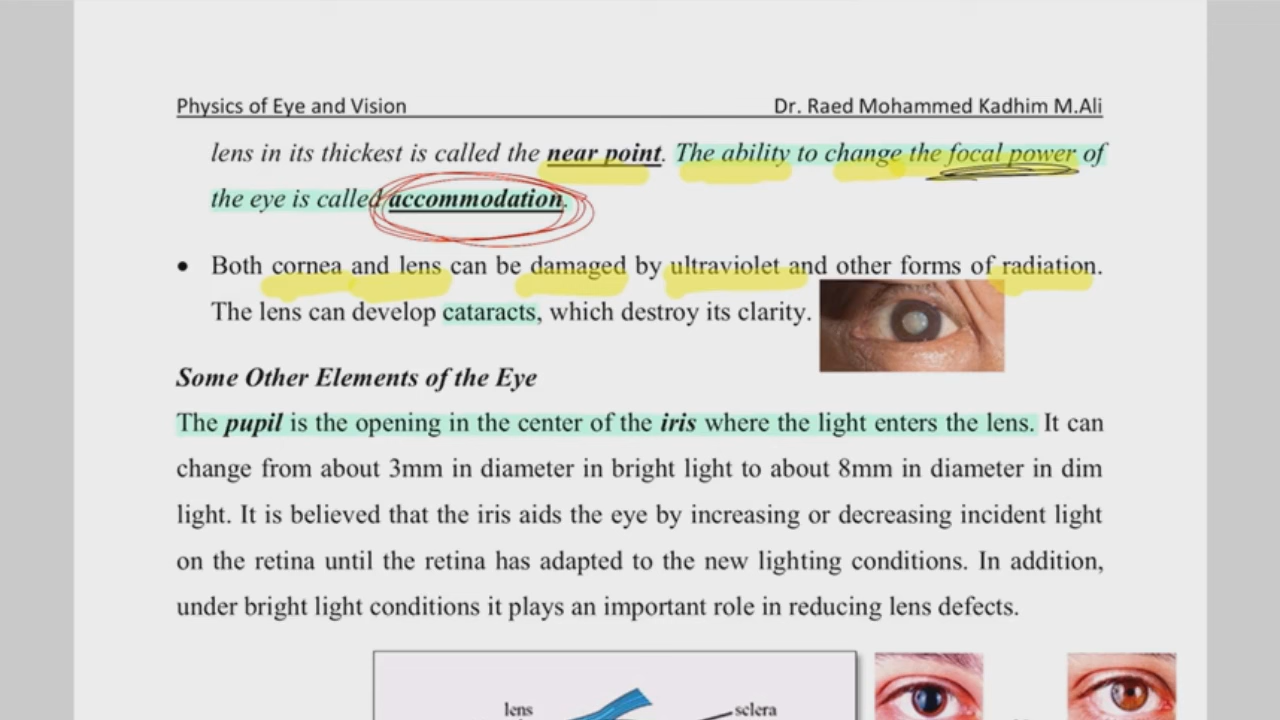 Physics of Eye and Vision Dr. Raed Mohammed Kadhim M.Ali
lens in its thickest is called the near point. The ability to change the focal power of
the eye is called accommodation.
• Both cornea and lens can be damaged by ultraviolet and other forms of radiation.
The lens can develop cataracts, which destroy its clarity.
Some Other Elements of the Eye
The pupil is the opening in the center of the iris where the light enters the lens. It can
change from about 3mm in diameter in bright light to about 8mm in diameter in dim
light. It is believed that the iris aids the eye by increasing or decreasing incident light
on the retina until the retina has adapted to the new lighting conditions. In addition,
under bright light conditions it plays an important role in reducing lens defects.
lens sclera